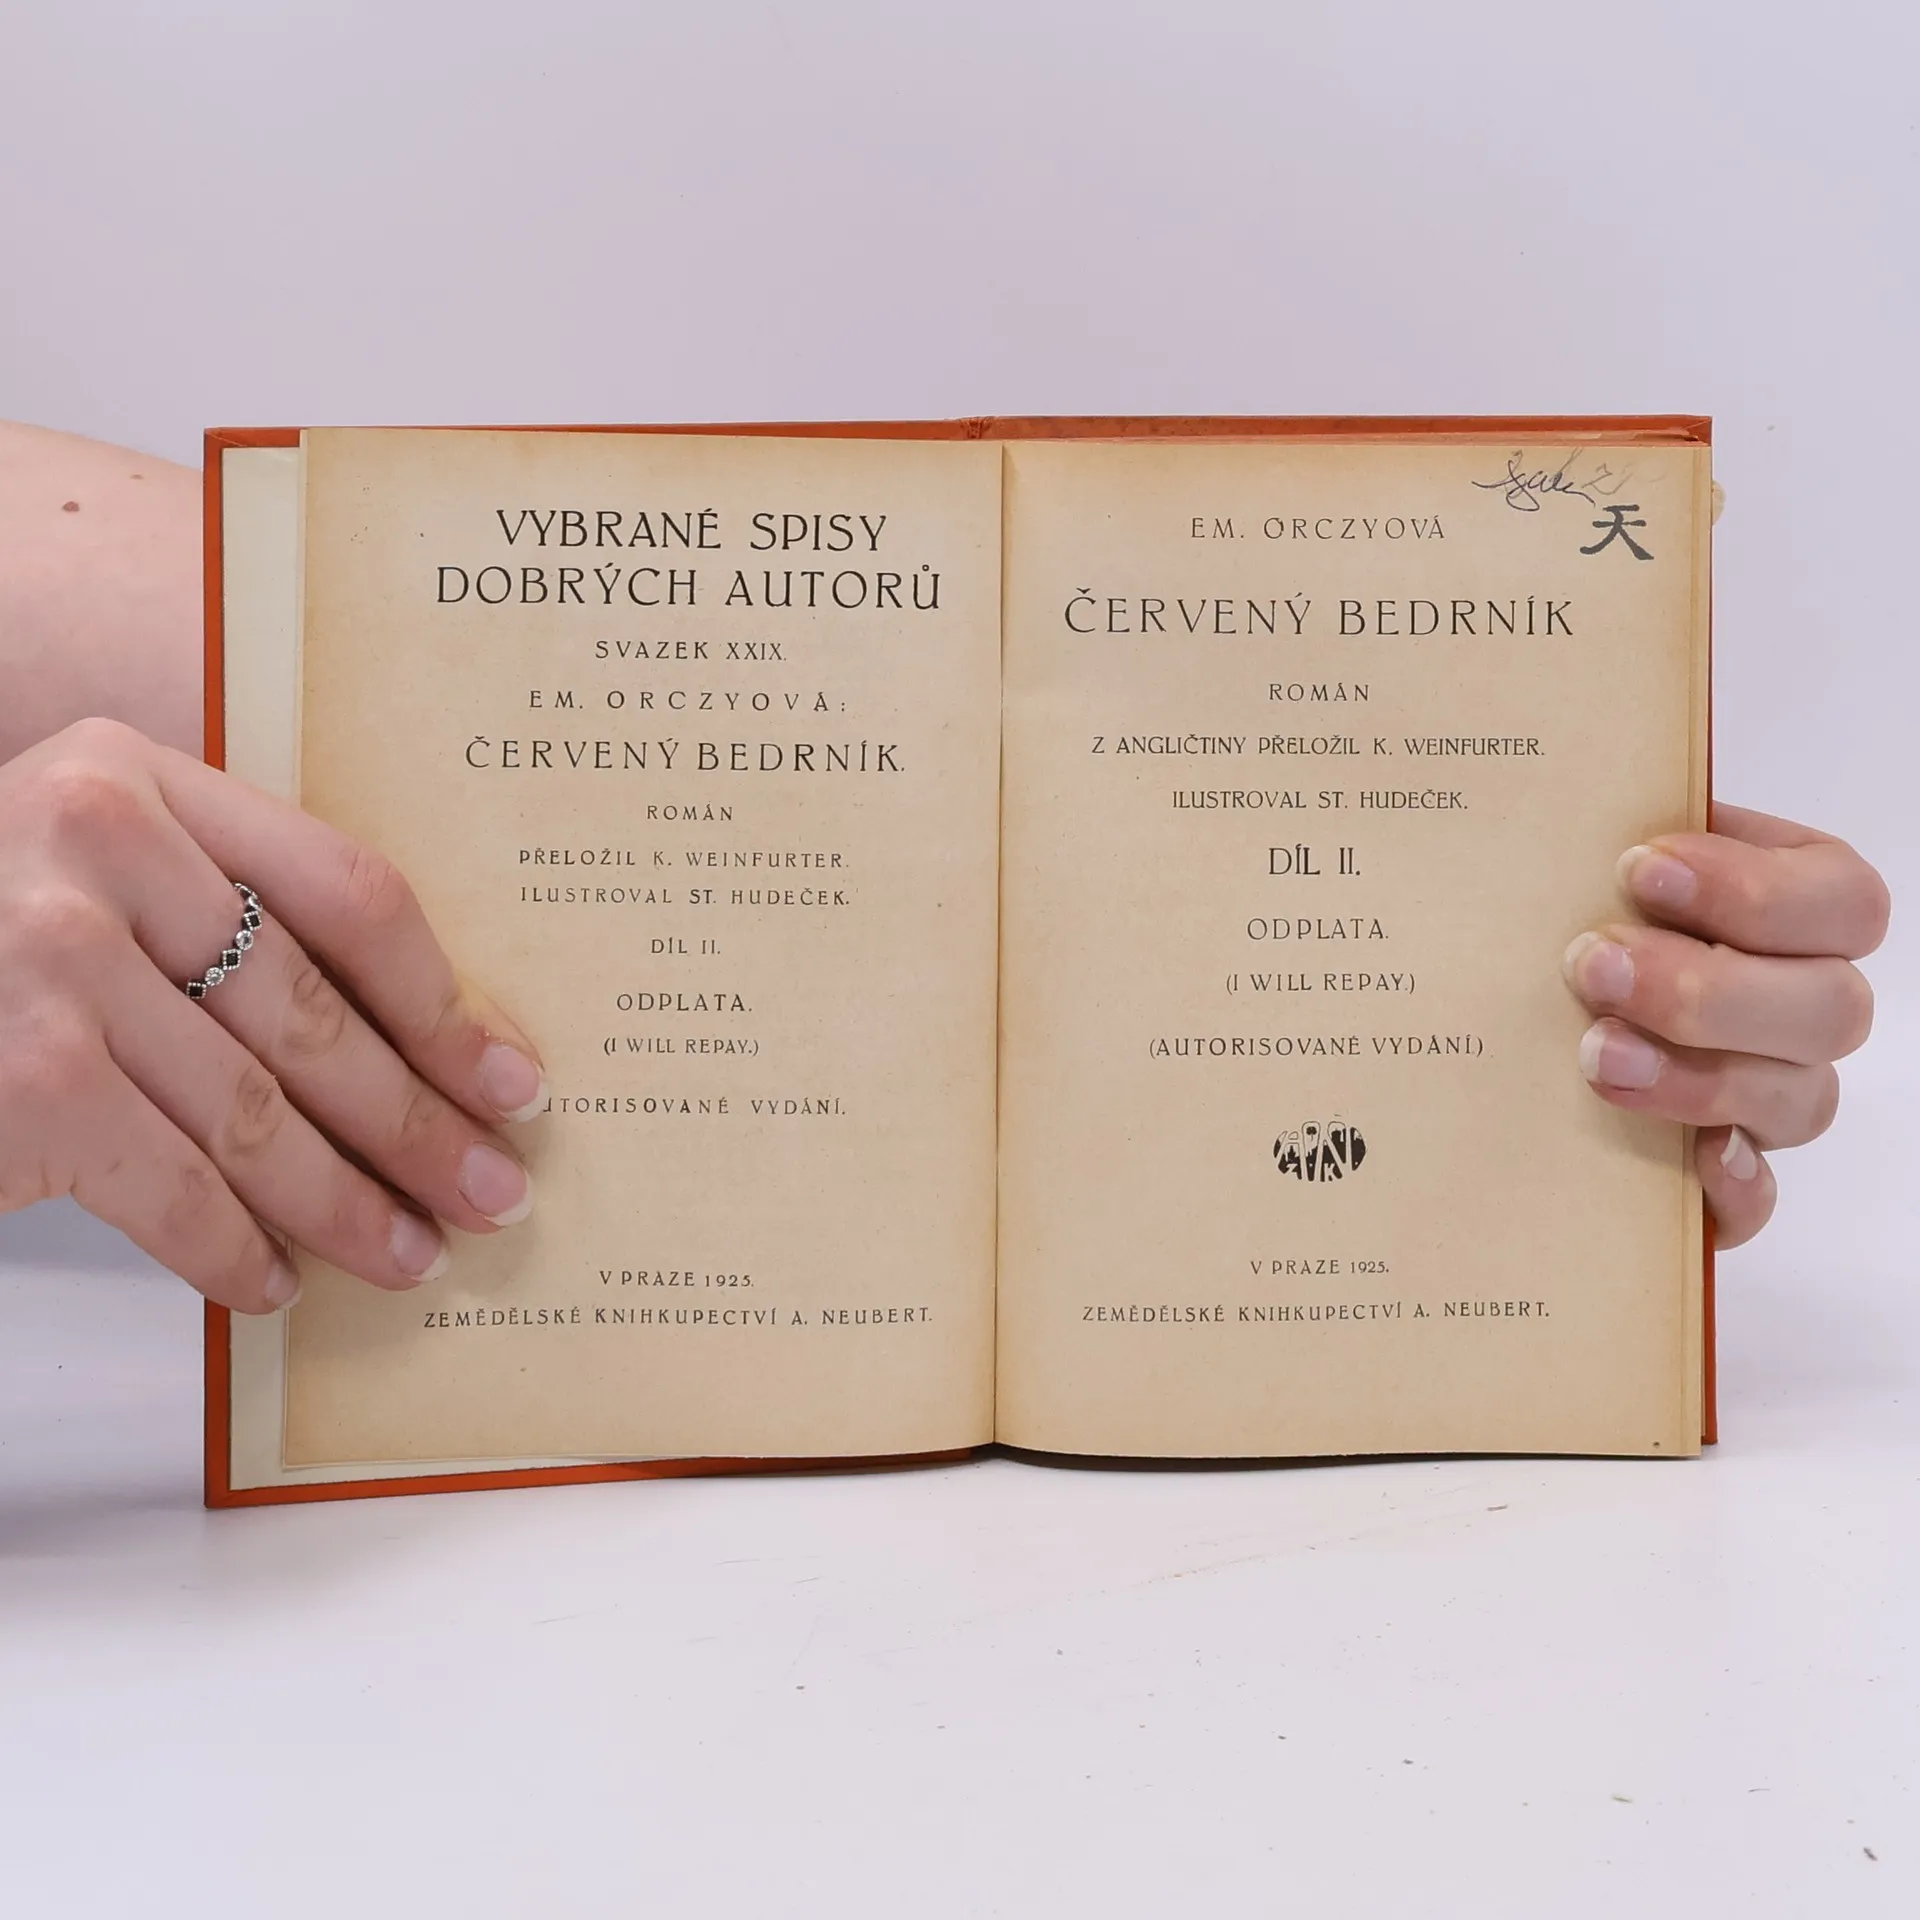 VYBRANÉ SPISY
DOBRÝCH AUTORŮ
SVAZEK XXIX.
EM. ORCZYOVÁ:
ČERVENÝ BEDRNÍK.
ROMÁN
PŘELOŽIL K. WEINFURTER.
ILUSTROVAL ST. HUDEČEK.
DÍL II.
ODPLATA.
(I WILL REPAY.)
VYDÁNÍ.
V PRAZE 1925.
ZEMĚDĚLSKÉ KNIHKUPECTVÍ A. NEUBERT.
天
EM. ORCZYOVÁ
ČERVENÝ BEDRNÍK
ROMÁN
Z ANGLIČTINY PŘELOŽIL K. WEINFURTER.
ILUSTROVAL ST. HUDEČEK.
DÍL II.
ODPLATA.
(I WILL REPAY.)
(AUTORISOVANÉ VYDÁNÍ.)
V PRAZE 1925.
ZEMĚDĚLSKÉ KNIHKUPECTVÍ A. NEUBERT.